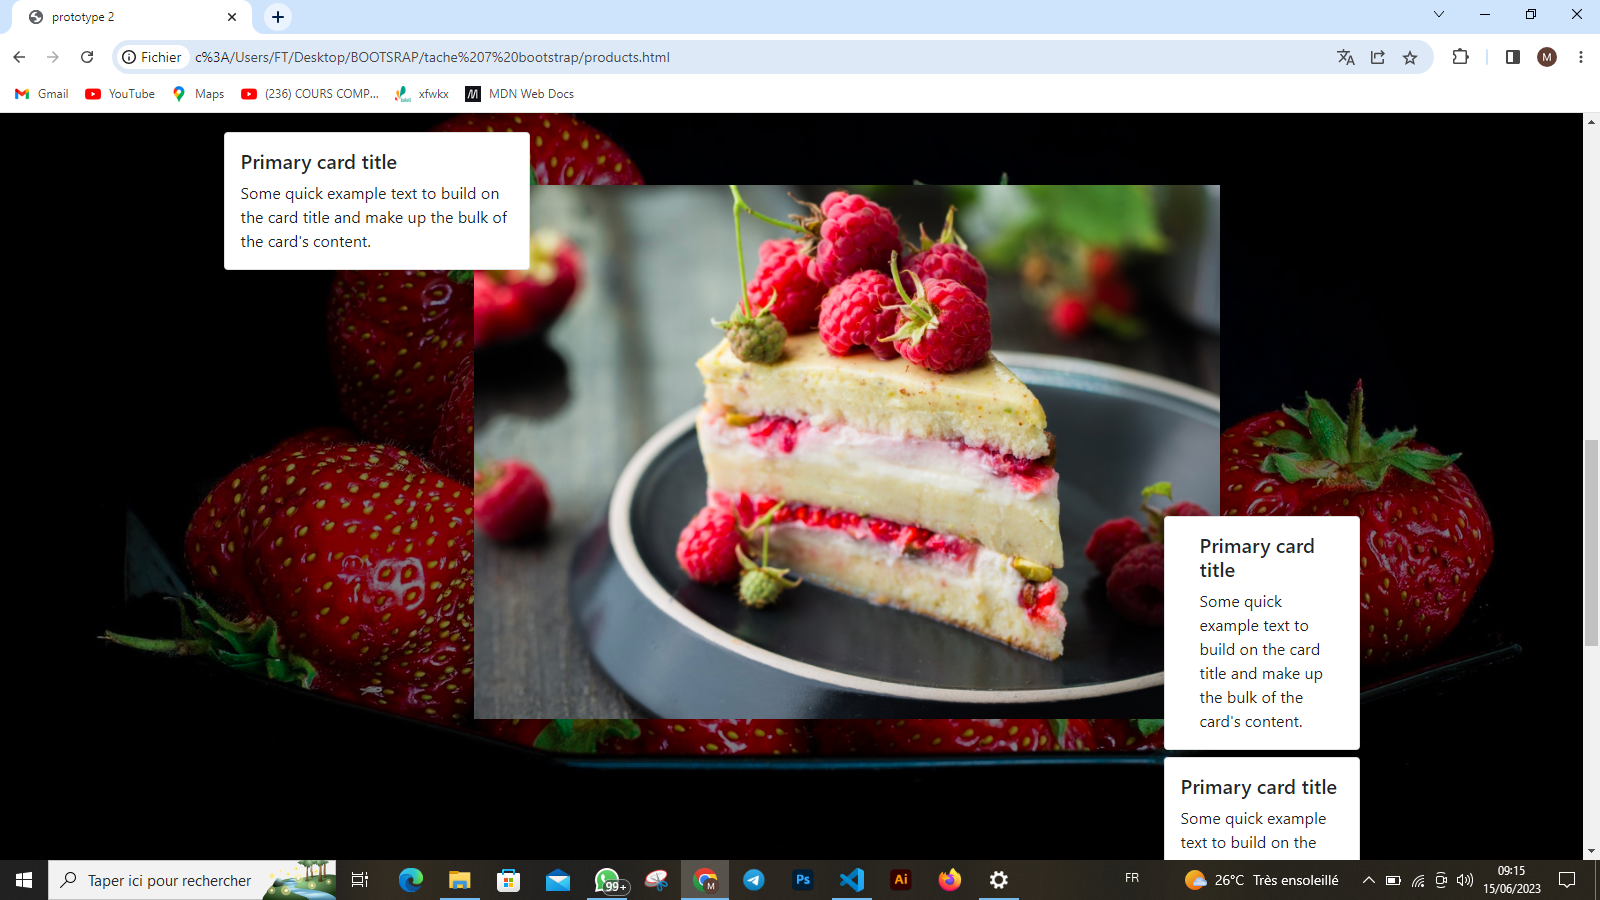 prototype 2
Fichier
c%3A/Users/FT/Desktop/BOOTSRAP/tache%207%20bootstrap/products.html
M
Gmail
YouTube
Maps
(236) COURS COMP...
xfwkx
MDN Web Docs
Primary card title
Some quick example text to build on
the card title and make up the bulk of
the card's content.
Primary card
title
Some quick
example text to
build on the card
title and make up
the bulk of the
card's content.
Primary card title
Some quick example
text to build on the
Taper ici pour rechercher
99+
M
Ps
Ai
FR
26°C Très ensoleillé
09:15
15/06/2023